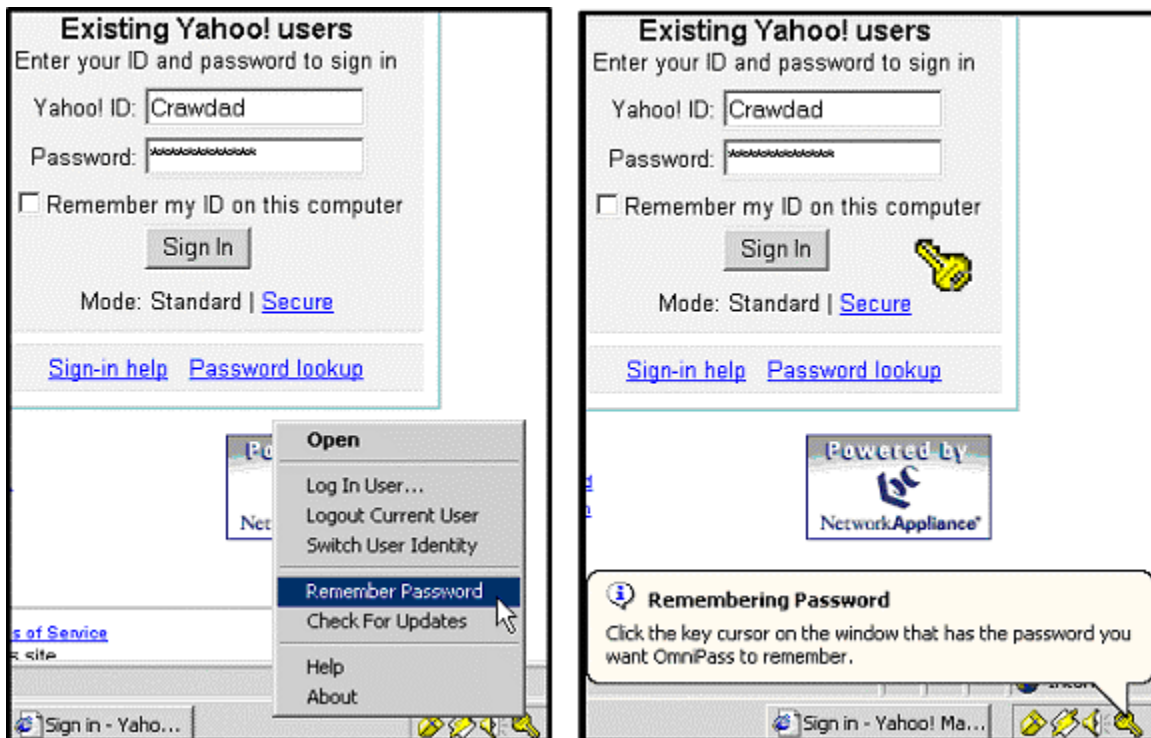 Existing Yahoo! users
Enter your ID and password to sign in
Yahoo! ID: Crawdad
Password: *************
Remember my ID on this computer
Sign In
Mode: Standard | Secure
Sign-in help Password lookup
Open
Log In User...
Logout Current User
Switch User Identity
Remember Password
Check For Updates
Help
About
Po
Net
s of Service
s site
Sign in - Yaho...
Existing Yahoo! users
Enter your ID and password to sign in
Yahoo! ID: Crawdad
Password: *************
Remember my ID on this computer
Sign In
Mode: Standard | Secure
Sign-in help Password lookup
Powered by
NetworkAppliance®
Remembering Password
Click the key cursor on the window that has the password you
want OmniPass to remember.
Sign in - Yahoo! Ma...